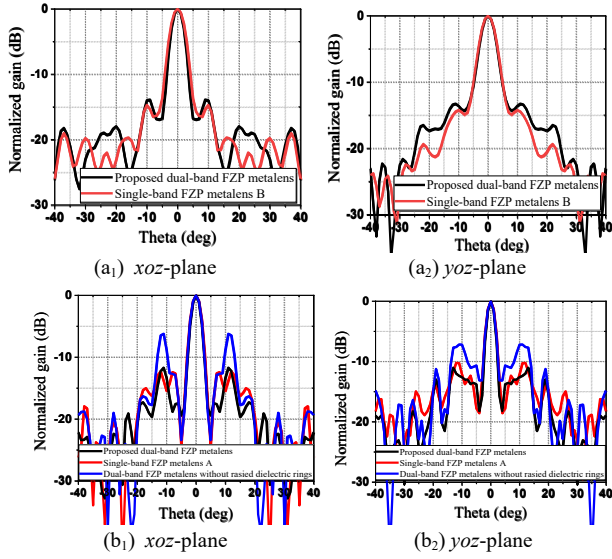 Normalized gain (dB)
0
-10
-20
-30
Proposed dual-band FZP metalens
Single-band FZP metalens B
-40 -30 -20 -10 0 10 20 30 40
Theta (deg)
(a1) xoz-plane
Normalized gain (dB)
0
-10
-20
-30
Proposed dual-band FZP metalens
Single-band FZP metalens B
-40 -30 -20 -10 0 10 20 30 40
Theta (deg)
(a2) yoz-plane
Normalized gain (dB)
0
-10
-20
-30
Proposed dual-band FZP metalens
Single-band FZP metalens A
Dual-band FZP metalens without rasied dielectric rings
-40 -30 -20 -10 0 10 20 30 40
Theta (deg)
(b1) xoz-plane
Normalized gain (dB)
0
-10
-20
-30
Proposed dual-band FZP metalens
Single-band FZP metalens A
Dual-band FZP metalens without rasied dielectric rings
-40 -30 -20 -10 0 10 20 30 40
Theta (deg)
(b2) yoz-plane